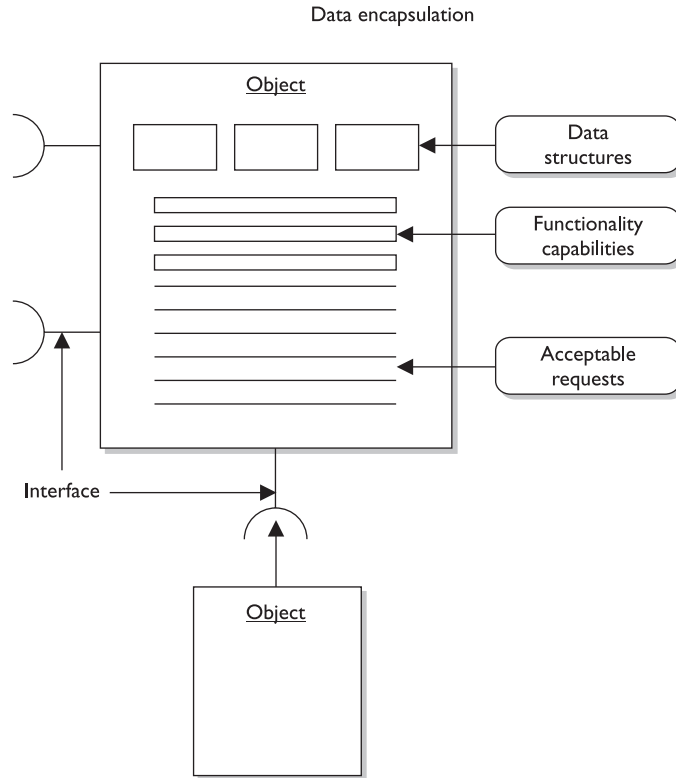 Data encapsulation
Object
Data
structures
Functionality
capabilities
Acceptable
requests
Interface
Object